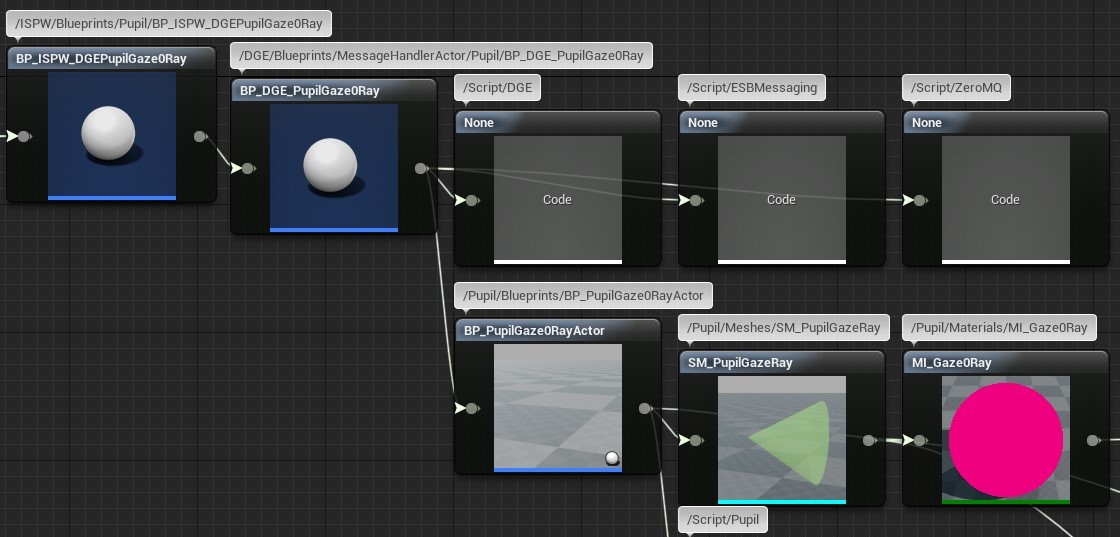 /ISPW/Blueprints/Pupil/BP_ISPW_DGEPupilGaze0Ray
BP_ISPW_DGEPupilGaze0Ray
/DGE/Blueprints/MessageHandlerActor/Pupil/BP_DGE_PupilGaze0Ray
BP_DGE_PupilGaze0Ray
/Script/DGE
None
Code
/Script/ESBMessaging
None
Code
/Script/ZeroMQ
None
Code
/Pupil/Blueprints/BP_PupilGaze0RayActor
BP_PupilGaze0RayActor
/Pupil/Meshes/SM_PupilGazeRay
SM_PupilGazeRay
/Pupil/Materials/MI_Gaze0Ray
MI_Gaze0Ray
/Script/Pupil